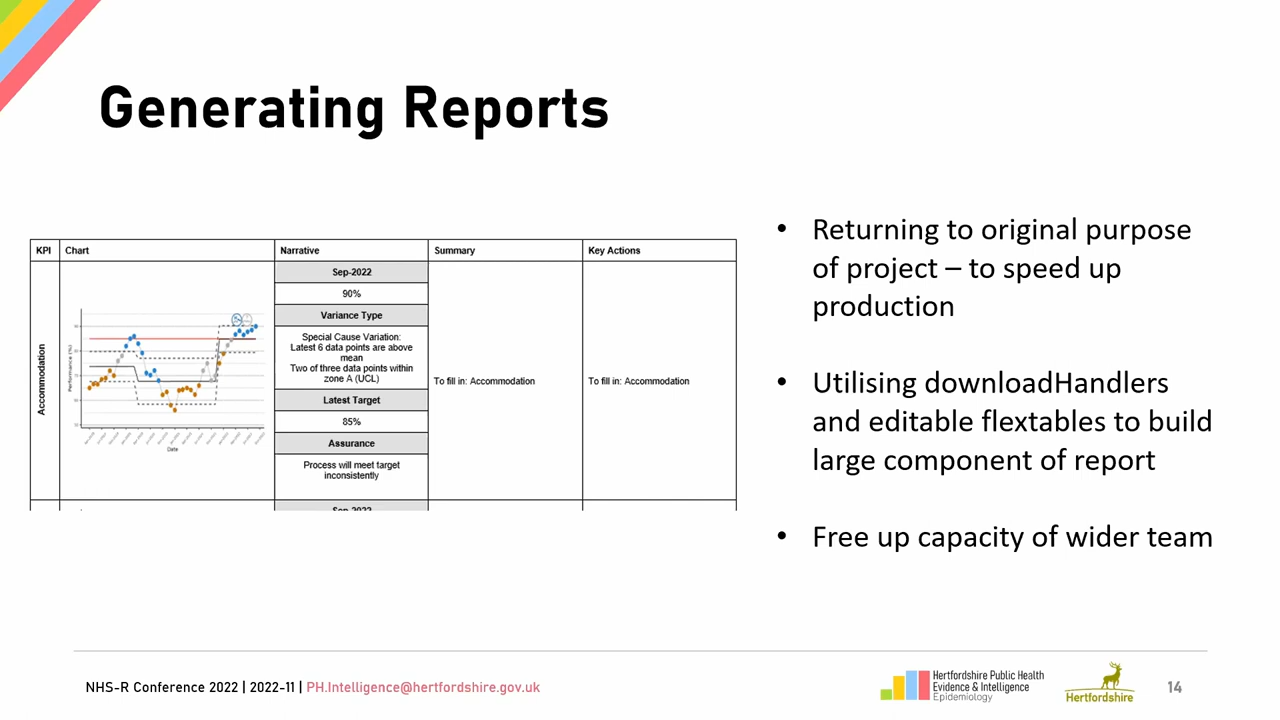 Generating Reports
KPI Chart Narrative Summary Key Actions
Accommodation
Performance (%)
Date
Sep-2022
90%
Variance Type
Special Cause Variation:
Latest 6 data points are above
mean
Two of three data points within
zone A (UCL)
Latest Target
85%
Assurance
Process will meet target
inconsistently
Sep-2022
To fill in: Accommodation
To fill in: Accommodation
• Returning to original purpose
of project – to speed up
production
• Utilising downloadHandlers
and editable flextables to build
large component of report
• Free up capacity of wider team
NHS-R Conference 2022 | 2022-11 | PH.Intelligence@hertfordshire.gov.uk
Hertfordshire Public Health
Evidence & Intelligence
Epidemiology
Hertfordshire
14